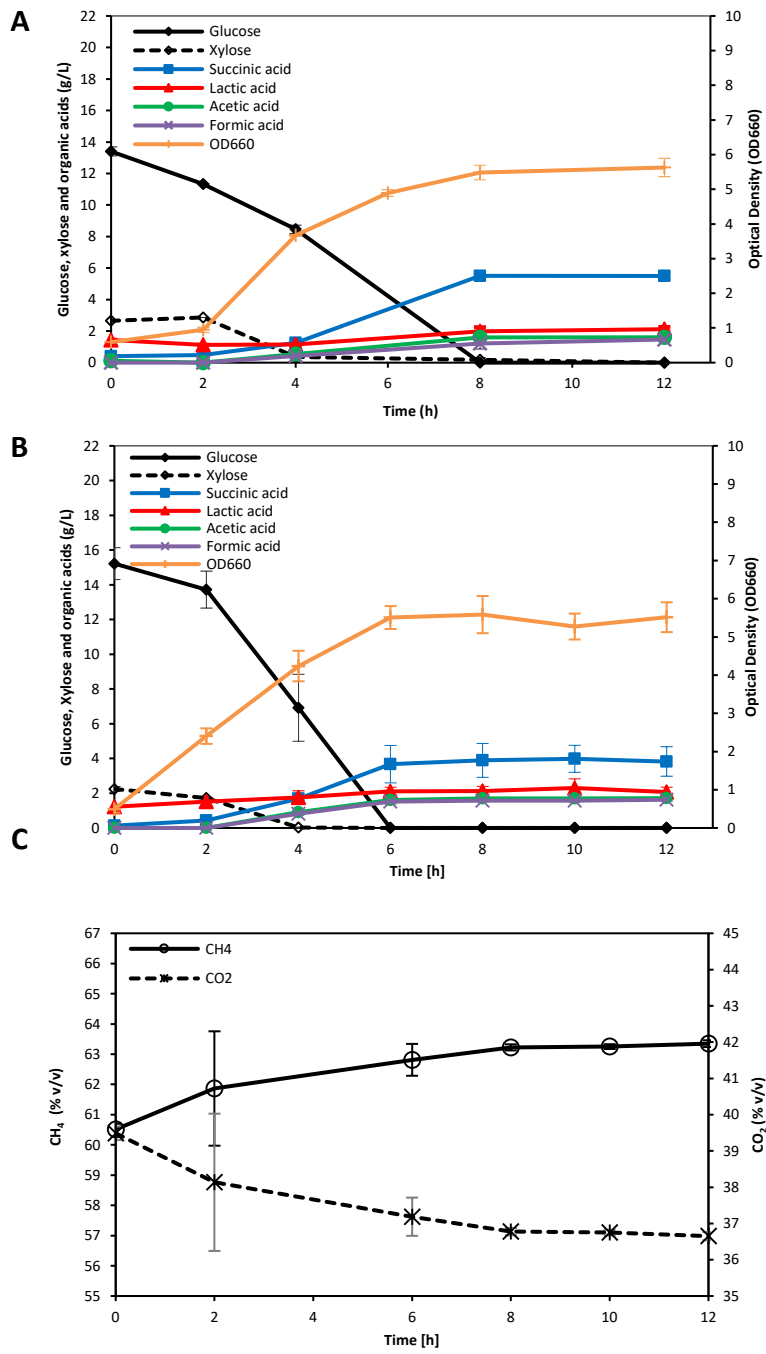 A
Glucose, xylose and organic acids (g/L)
22
20
18
16
14
12
10
8
6
4
2
0
Glucose
Xylose
Succinic acid
Lactic acid
Acetic acid
Formic acid
OD660
10
9
8
7
6
5
4
3
2
1
0
Optical Density (OD660)
0 2 4 6 8 10 12
Time (h)
B
Glucose, Xylose and organic acids (g/L)
22
20
18
16
14
12
10
8
6
4
2
0
Glucose
Xylose
Succinic acid
Lactic acid
Acetic acid
Formic acid
OD660
10
9
8
7
6
5
4
3
2
1
0
Optical Density (OD660)
0 2 4 6 8 10 12
Time [h]
C
CH₄ (% v/v)
67
66
65
64
63
62
61
60
59
58
57
56
55
CH4
CO2
45
44
43
42
41
40
39
38
37
36
35
CO₂ (% v/v)
0 2 4 6 8 10 12
Time [h]